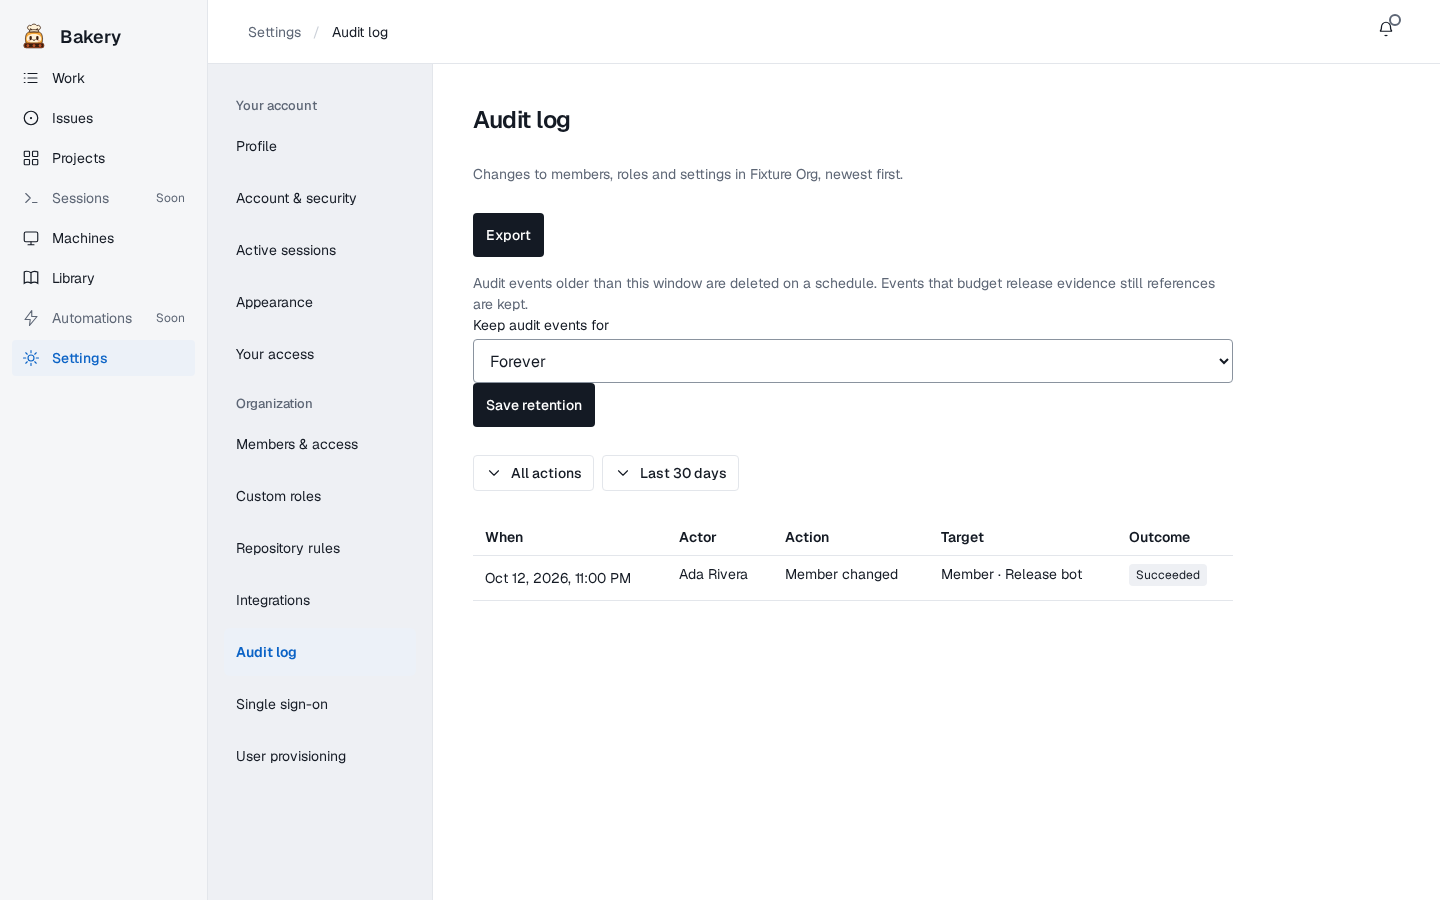 Bakery
Work
Issues
Projects
Sessions Soon
Machines
Library
Automations Soon
Settings
Settings / Audit log
Your account
Profile
Account & security
Active sessions
Appearance
Your access
Organization
Members & access
Custom roles
Repository rules
Integrations
Audit log
Single sign-on
User provisioning
Audit log
Changes to members, roles and settings in Fixture Org, newest first.
Export
Audit events older than this window are deleted on a schedule. Events that budget release evidence still references
are kept.
Keep audit events for
Forever
Save retention
All actions Last 30 days
When Actor Action Target Outcome
Oct 12, 2026, 11:00 PM Ada Rivera Member changed Member · Release bot Succeeded